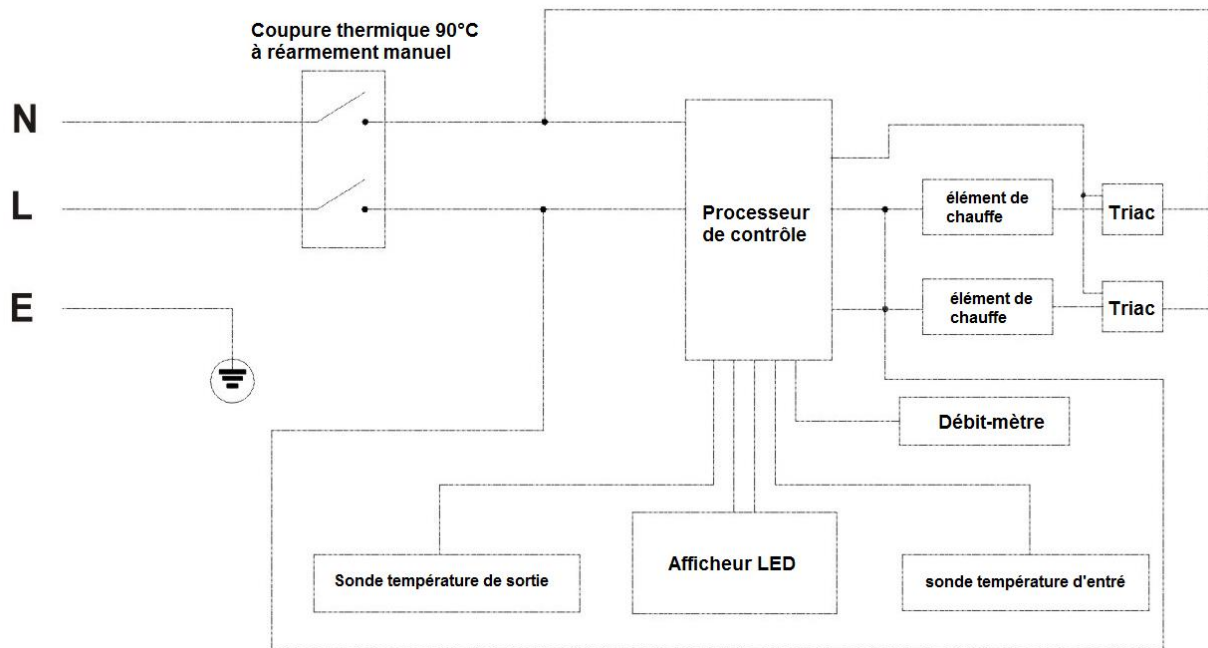 Coupure thermique 90°C
à réarmement manuel
N
L
E
Processeur
de contrôle
élément de
chauffe
Triac
élément de
chauffe
Triac
Débit-mètre
Sonde température de sortie
Afficheur LED
sonde température d'entré